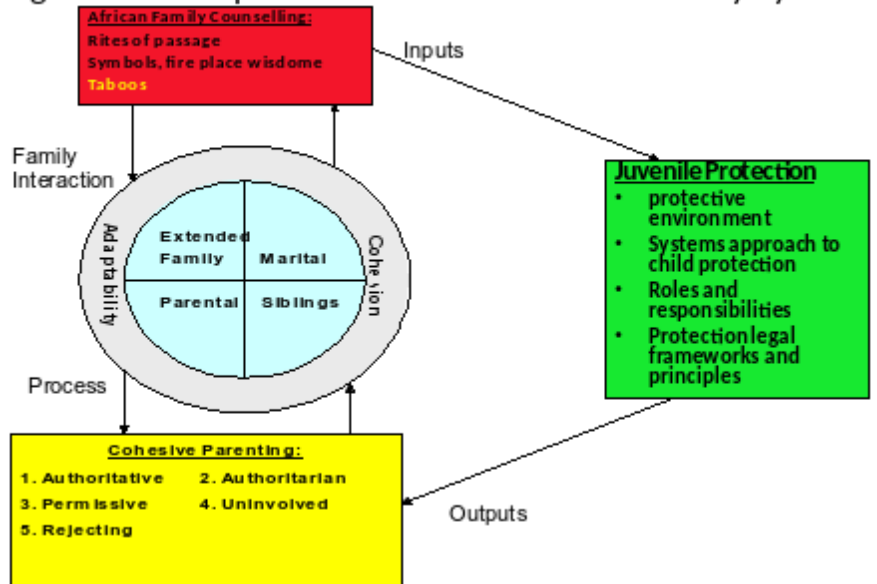 African Family Counselling:
Rites of passage
Symbols, fire place wisdome
Taboos
Inputs
Family
Interaction
Adaptability
Cohesion
Extended
Family
Marital
Parental
Siblings
Juvenile Protection
• protective
environment
• Systems approach to
child protection
• Roles and
responsibilities
• Protection legal
frameworks and
principles
Process
Cohesive Parenting:
1. Authoritative 2. Authoritarian
3. Permissive 4. Uninvolved
5. Rejecting
Outputs